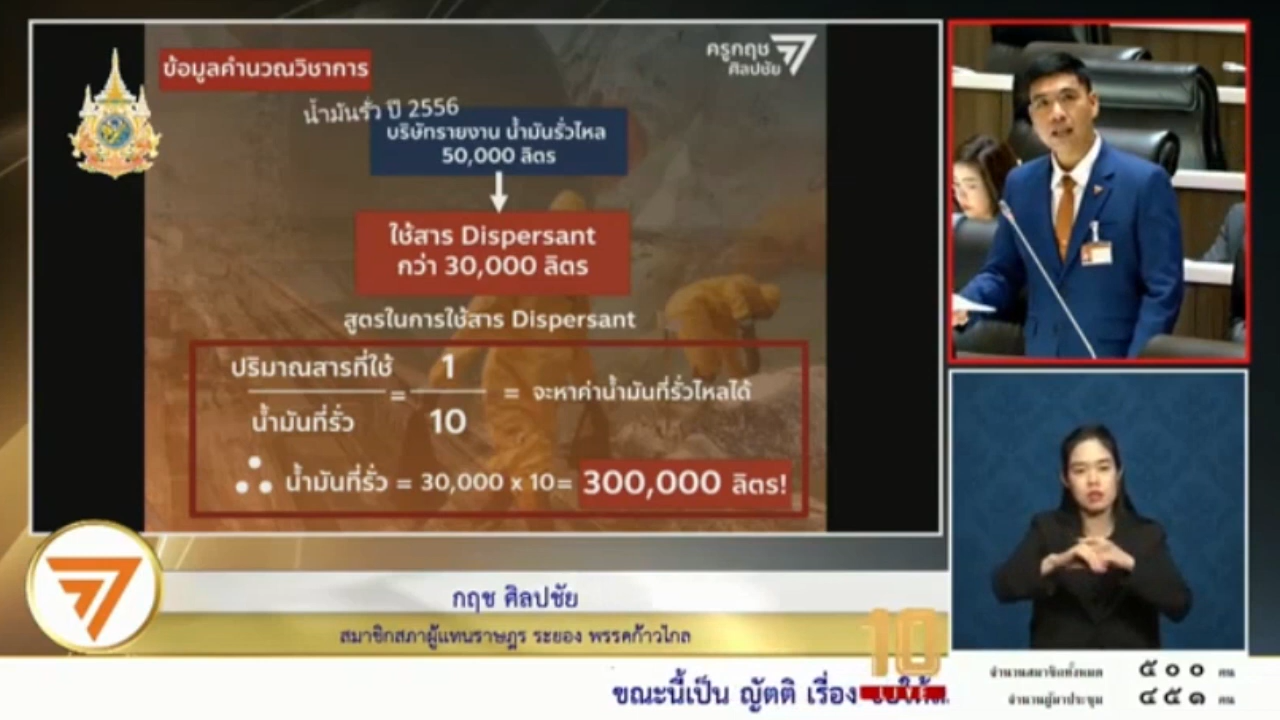 ข้อมูลคำนวณวิชาการ
ครูกฤช
ศิลปชัย
น้ำมันรั่ว ปี 2556
บริษัทรายงาน น้ำมันรั่วไหล
50,000 ลิตร
ใช้สาร Dispersant
กว่า 30,000 ลิตร
สูตรในการใช้สาร Dispersant
ปริมาณสารที่ใช้
น้ำมันที่รั่ว
= 1
10
= จะหาค่าน้ำมันที่รั่วไหลได้
∴ น้ำมันที่รั่ว = 30,000 x 10= 300,000 ลิตร!
กฤช ศิลปชัย
สมาชิกสภาผู้แทนราษฎร ระยอง พรรคก้าวไกล
10
LIVE
ขณะนี้เป็น ญัตติ เรื่อง
จำนวนสมาชิกทั้งหมด ๕๐๐ คน
จำนวนผู้มาประชุม ๔๕๑ คน